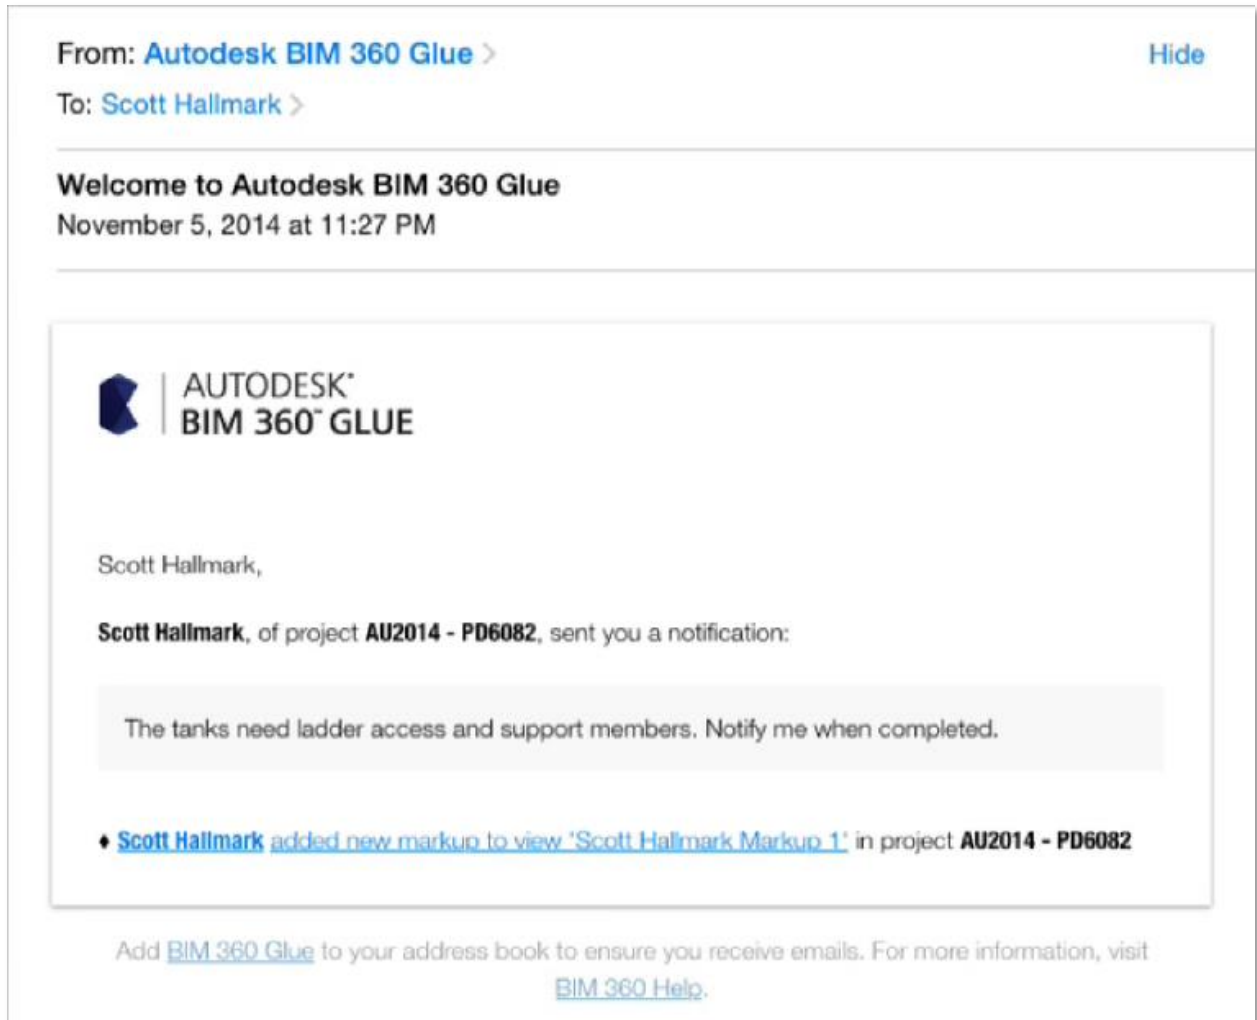 From: Autodesk BIM 360 Glue >
Hide
To: Scott Hallmark >
Welcome to Autodesk BIM 360 Glue
November 5, 2014 at 11:27 PM
AUTODESK®
BIM 360™ GLUE
Scott Hallmark,
Scott Hallmark, of project AU2014 - PD6082, sent you a notification:
The tanks need ladder access and support members. Notify me when completed.
♦ Scott Hallmark added new markup to view 'Scott Hallmark Markup 1' in project AU2014 - PD6082
Add BIM 360 Glue to your address book to ensure you receive emails. For more information, visit
BIM 360 Help.